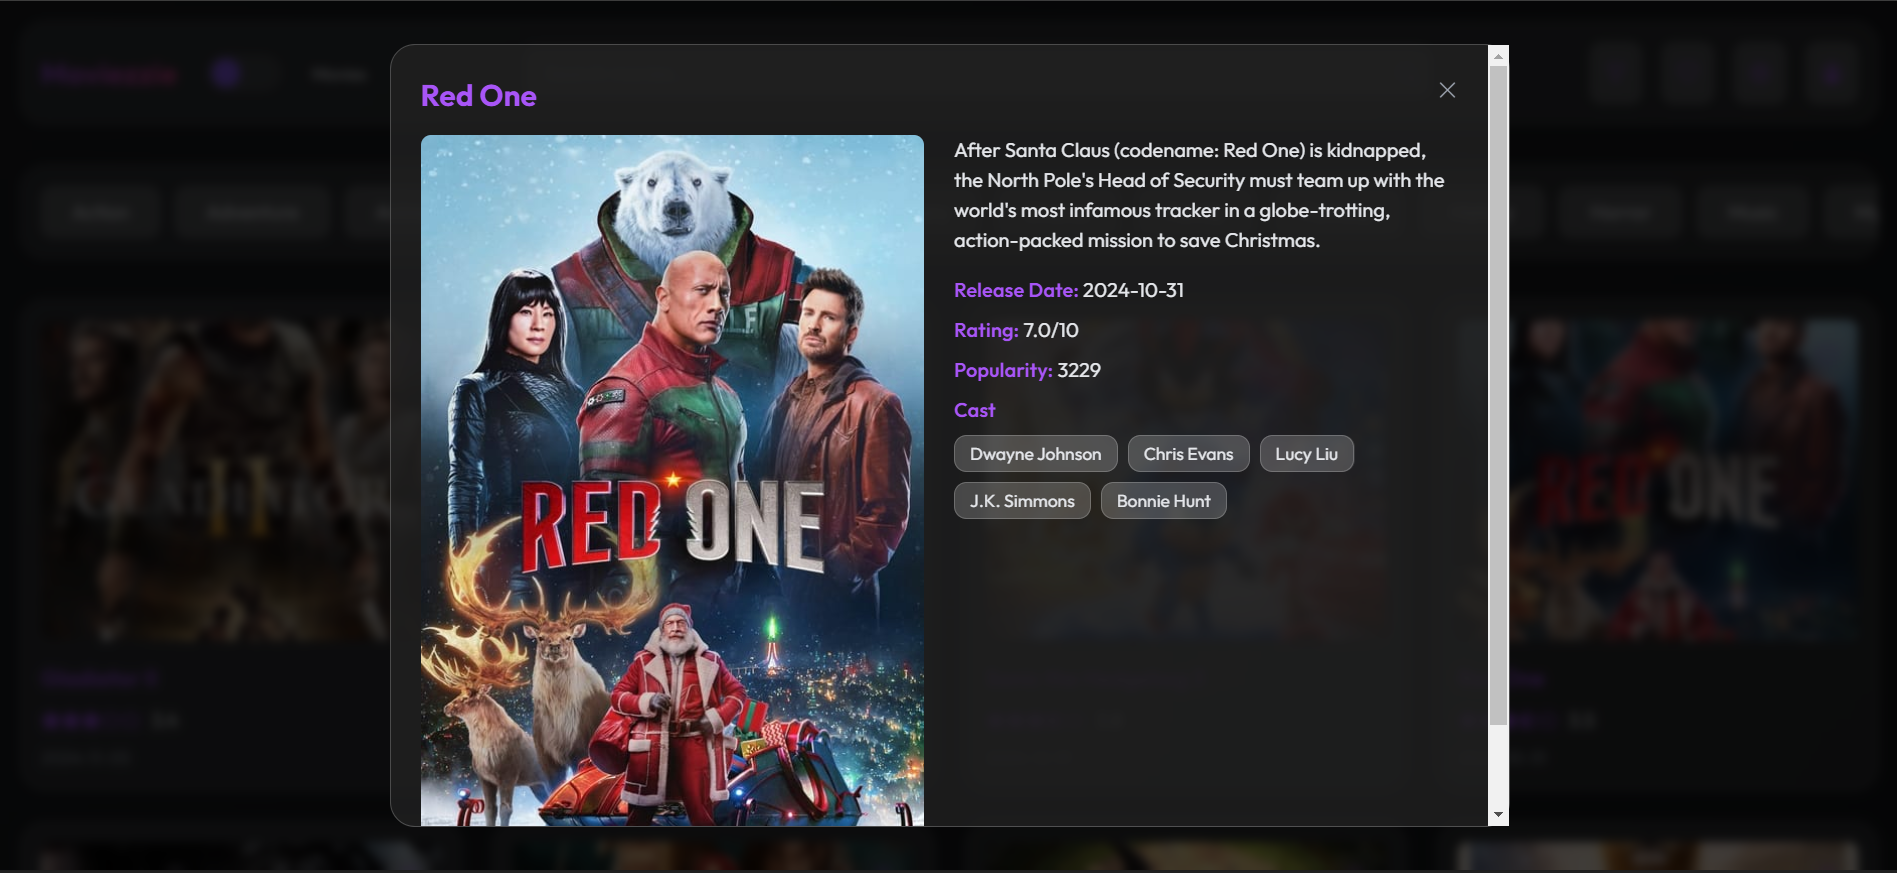 Red One
After Santa Claus (codename: Red One) is kidnapped,
the North Pole's Head of Security must team up with the
world's most infamous tracker in a globe-trotting,
action-packed mission to save Christmas.
Release Date: 2024-10-31
Rating: 7.0/10
Popularity: 3229
Cast
Dwayne Johnson
Chris Evans
Lucy Liu
J.K. Simmons
Bonnie Hunt
RED ONE
RED ONE